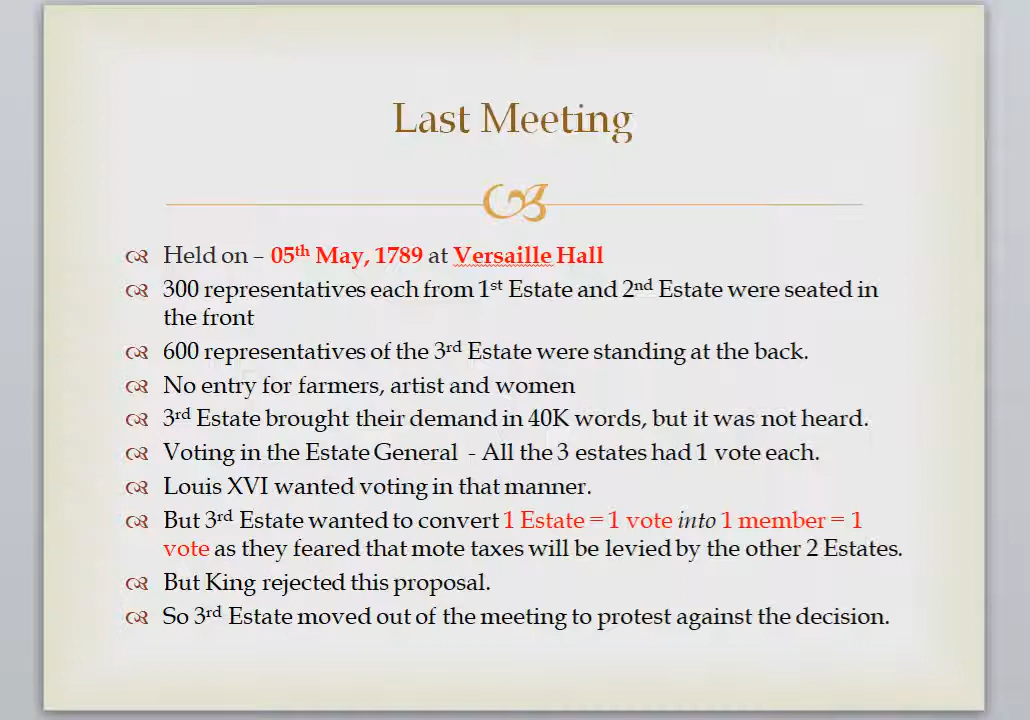 Last Meeting
Held on – 05th May, 1789 at Versaille Hall
300 representatives each from 1st Estate and 2nd Estate were seated in
the front
600 representatives of the 3rd Estate were standing at the back.
No entry for farmers, artist and women
3rd Estate brought their demand in 40K words, but it was not heard.
Voting in the Estate General - All the 3 estates had 1 vote each.
Louis XVI wanted voting in that manner.
But 3rd Estate wanted to convert 1 Estate = 1 vote into 1 member = 1
vote as they feared that mote taxes will be levied by the other 2 Estates.
But King rejected this proposal.
So 3rd Estate moved out of the meeting to protest against the decision.